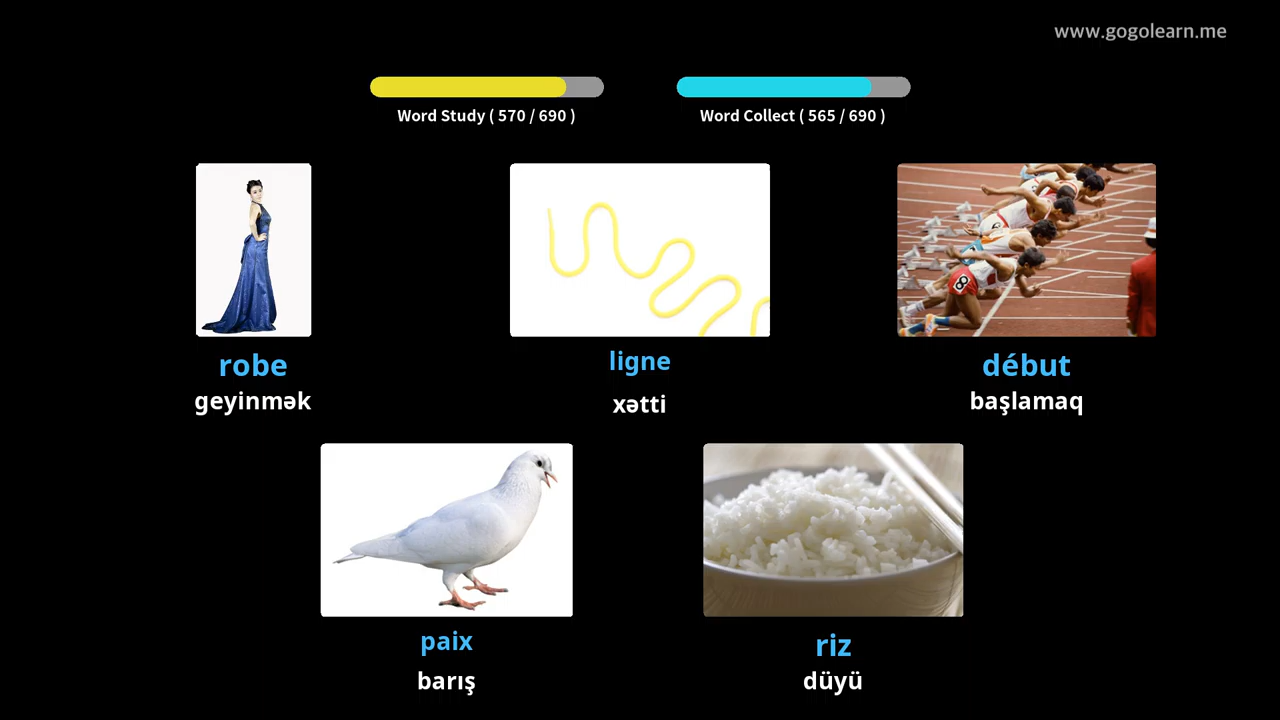 www.gogolearn.me
Word Study ( 570 / 690 )
Word Collect ( 565 / 690 )
robe
geyinmək
ligne
xətti
début
başlamaq
paix
barış
riz
düyü